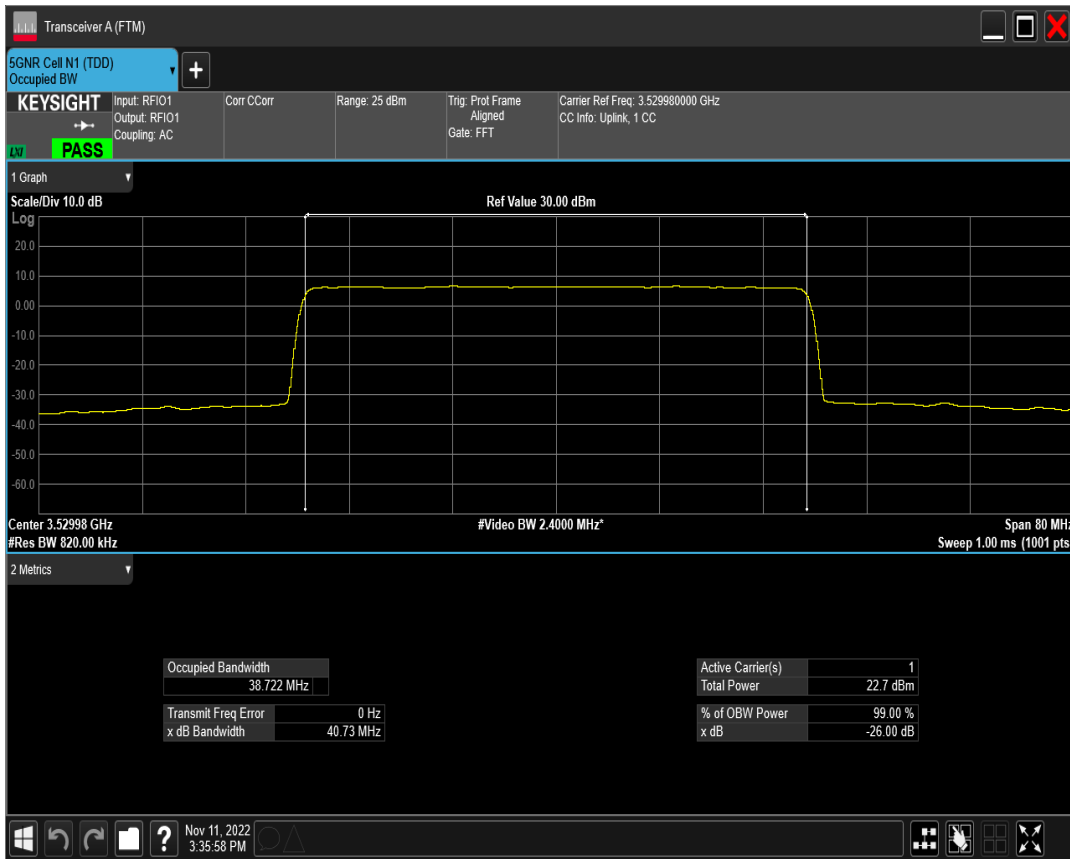 Transceiver A (FTM)
5GNR Cell N1 (TDD)
Occupied BW
+
KEYSIGHT
LXI
PASS
Input: RFIO1
Output: RFIO1
Coupling: AC
Corr CCorr
Range: 25 dBm
Trig: Prot Frame
Aligned
Gate: FFT
Carrier Ref Freq: 3.529980000 GHz
CC Info: Uplink, 1 CC
1 Graph
Scale/Div 10.0 dB
Ref Value 30.00 dBm
Log
20.0
10.0
0.00
-10.0
-20.0
-30.0
-40.0
-50.0
-60.0
Center 3.52998 GHz
#Video BW 2.4000 MHz*
Span 80 MHz
#Res BW 820.00 kHz
Sweep 1.00 ms (1001 pts
2 Metrics
Occupied Bandwidth
38.722 MHz
Transmit Freq Error 0 Hz
x dB Bandwidth 40.73 MHz
Active Carrier(s) 1
Total Power 22.7 dBm
% of OBW Power 99.00 %
x dB -26.00 dB
?
Nov 11, 2022
3:35:58 PM